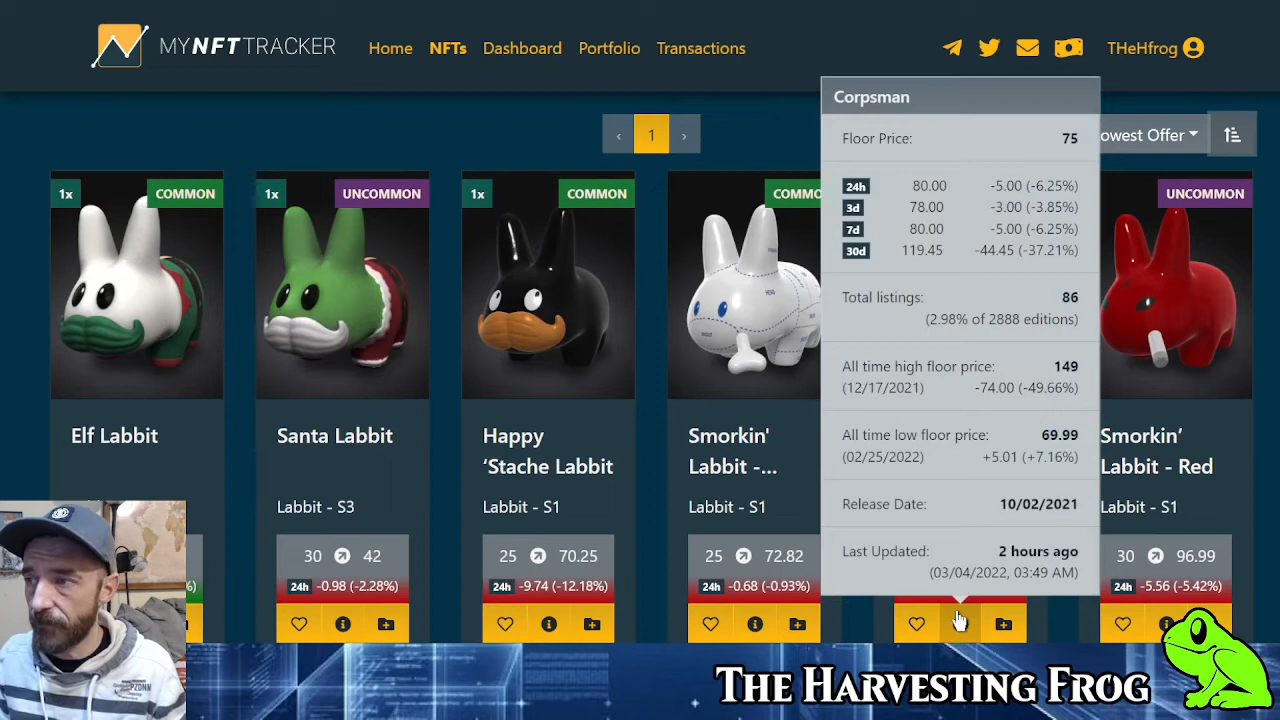 MYNFTTRACKER Home NFTs Dashboard Portfolio Transactions THeHfrog
‹ 1 › owest Offer
1x COMMON
Elf Labbit
1x UNCOMMON
Santa Labbit
Labbit - S3
30 42
24h -0.98 (-2.28%)
1x COMMON
Happy
‘Stache Labbit
Labbit - S1
25 70.25
24h -9.74 (-12.18%)
COMMO
Smorkin'
Labbit -...
Labbit - S1
25 72.82
24h -0.68 (-0.93%)
Corpsman
Floor Price: 75
24h 80.00 -5.00 (-6.25%)
3d 78.00 -3.00 (-3.85%)
7d 80.00 -5.00 (-6.25%)
30d 119.45 -44.45 (-37.21%)
Total listings: 86
(2.98% of 2888 editions)
All time high floor price: 149
(12/17/2021) -74.00 (-49.66%)
All time low floor price: 69.99
(02/25/2022) +5.01 (+7.16%)
Release Date: 10/02/2021
Last Updated: 2 hours ago
(03/04/2022, 03:49 AM)
UNCOMMON
Smorkin’
Labbit - Red
Labbit - S1
30 96.99
24h -5.56 (-5.42%)
The Harvesting Frog